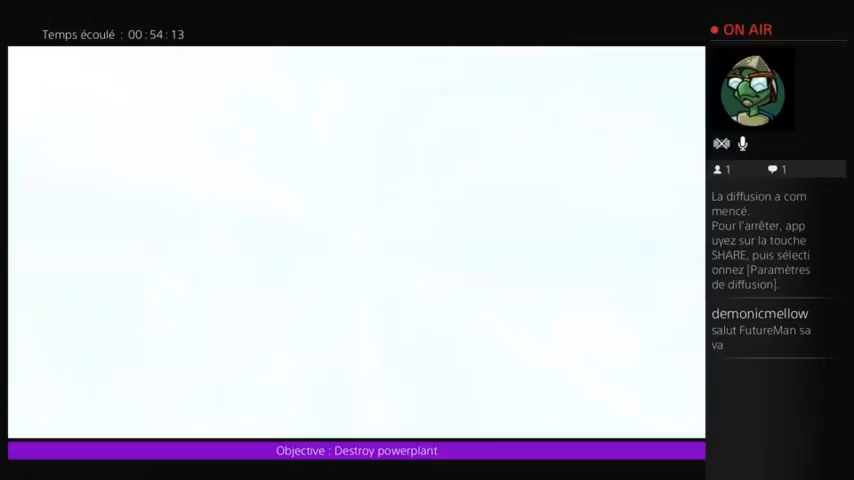 Temps écoulé : 00:54:13
ON AIR
1 1
La diffusion a com
mencé.
Pour l'arrêter, app
uyez sur la touche
SHARE, puis sélecti
onnez [Paramètres
de diffusion].
demonicmellow
salut FutureMan sa
va
Objective : Destroy powerplant